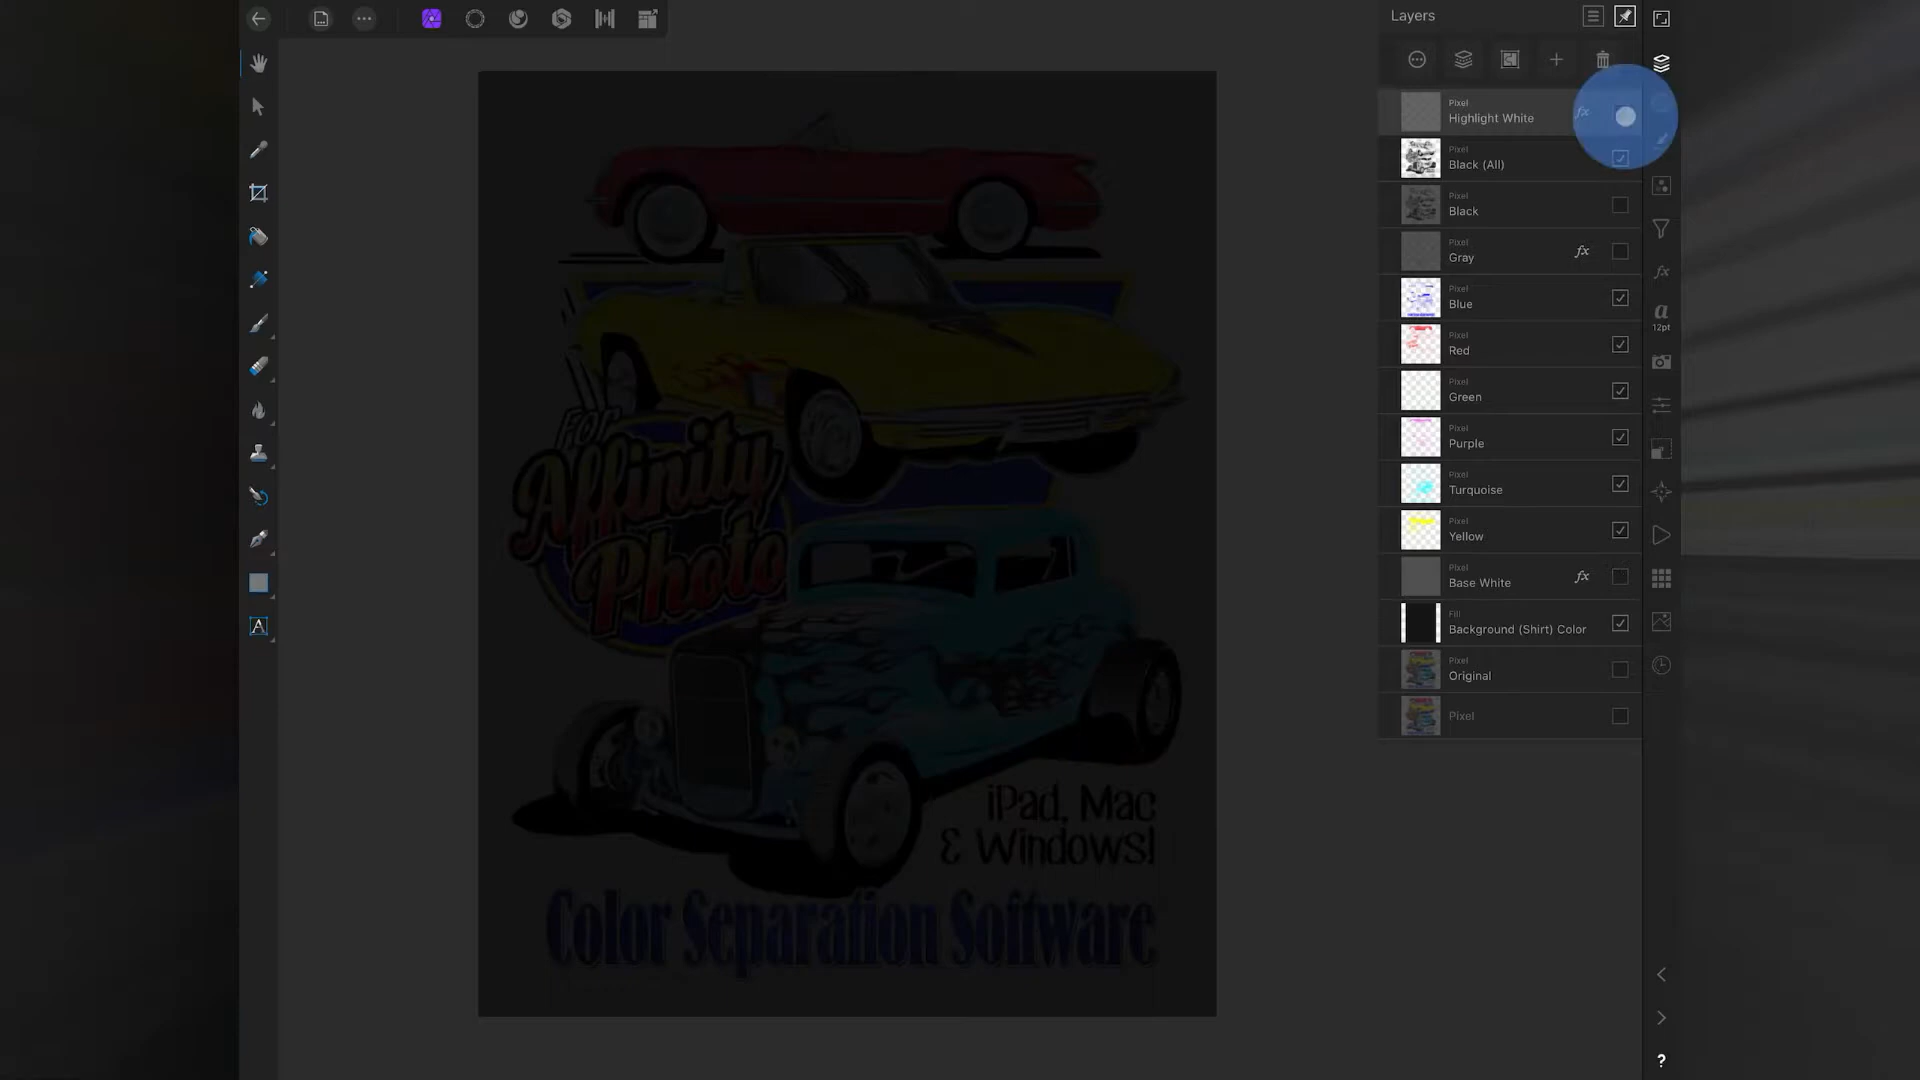 Layers
Pixel
Highlight White
fx
Pixel
Black (All)
Pixel
Black
Pixel
Gray
fx
Pixel
Blue
Pixel
Red
Pixel
Green
Pixel
Purple
Pixel
Turquoise
Pixel
Yellow
Pixel
Base White
fx
Fill
Background (Shirt) Color
Pixel
Original
Pixel
fx
a
12pt
?
A
For
Affinity
Photo
iPad, Mac
& Windows!
Color Separation Software